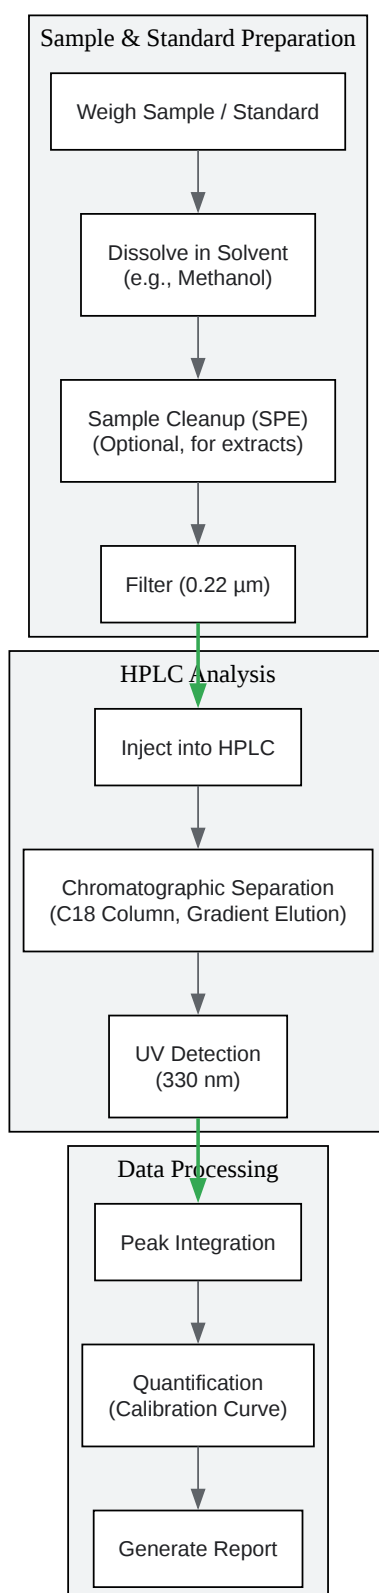 Sample & Standard Preparation
Weigh Sample / Standard
Dissolve in Solvent
(e.g., Methanol)
Sample Cleanup (SPE)
(Optional, for extracts)
Filter (0.22 µm)
HPLC Analysis
Inject into HPLC
Chromatographic Separation
(C18 Column, Gradient Elution)
UV Detection
(330 nm)
Data Processing
Peak Integration
Quantification
(Calibration Curve)
Generate Report